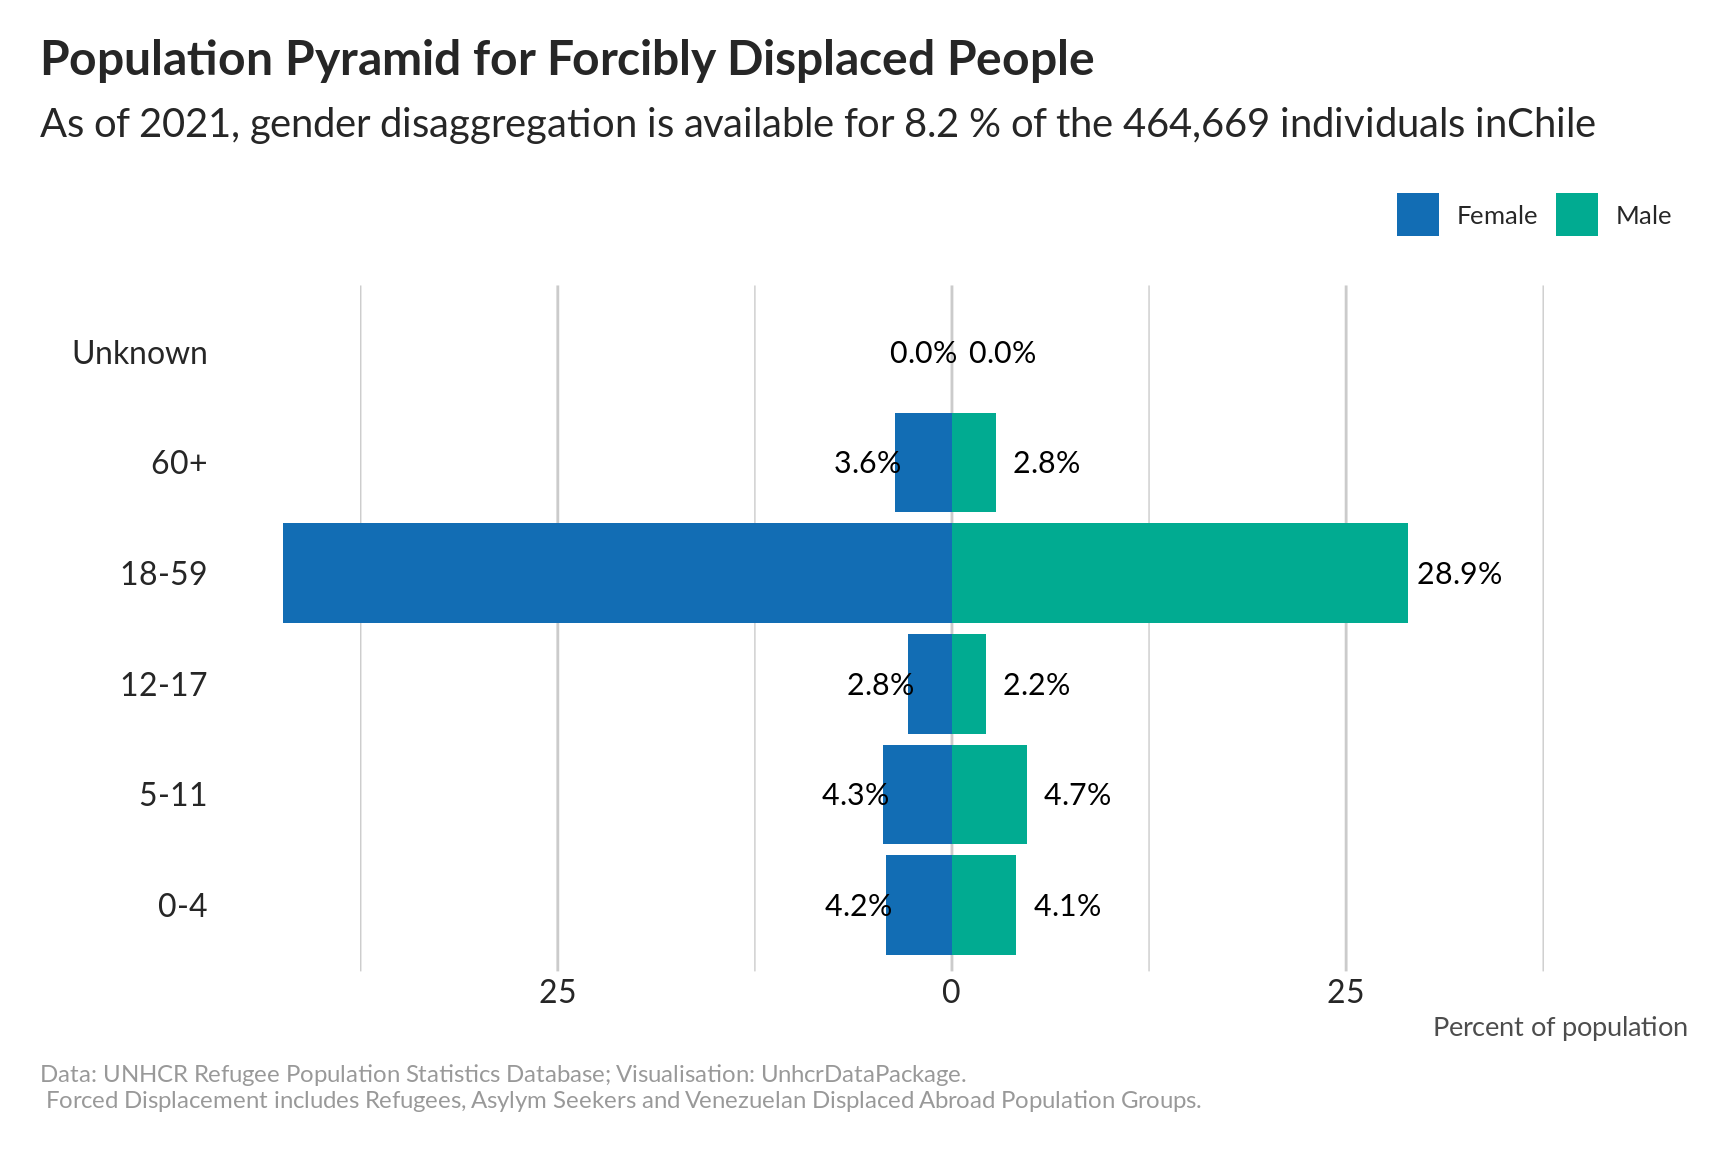 Population Pyramid for Forcibly Displaced People
As of 2021, gender disaggregation is available for 8.2 % of the 464,669 individuals inChile
Female Male
Unknown 0.0% 0.0%
60+ 3.6% 2.8%
18-59 28.9%
12-17 2.8% 2.2%
5-11 4.3% 4.7%
0-4 4.2% 4.1%
25 0 25
Percent of population
Data: UNHCR Refugee Population Statistics Database; Visualisation: UnhcrDataPackage.
Forced Displacement includes Refugees, Asylym Seekers and Venezuelan Displaced Abroad Population Groups.